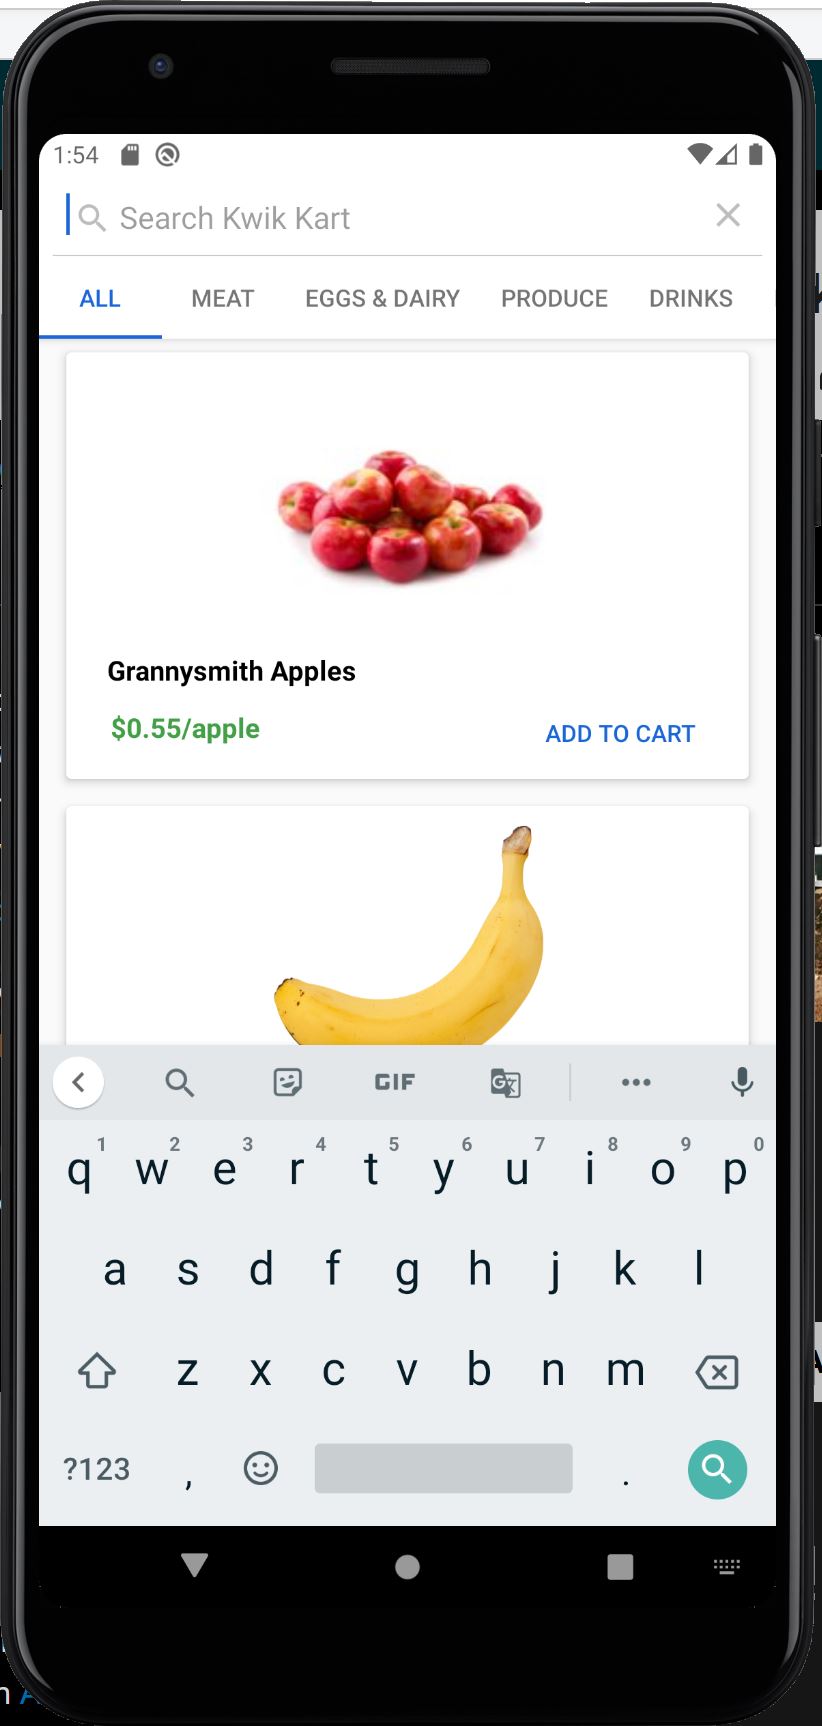 1:54
Search Kwik Kart
ALL MEAT EGGS & DAIRY PRODUCE DRINKS
Grannysmith Apples
$0.55/apple
ADD TO CART
GIF
1 2 3 4 5 6 7 8 9 0
q w e r t y u i o p
a s d f g h j k l
z x c v b n m
?123 , .